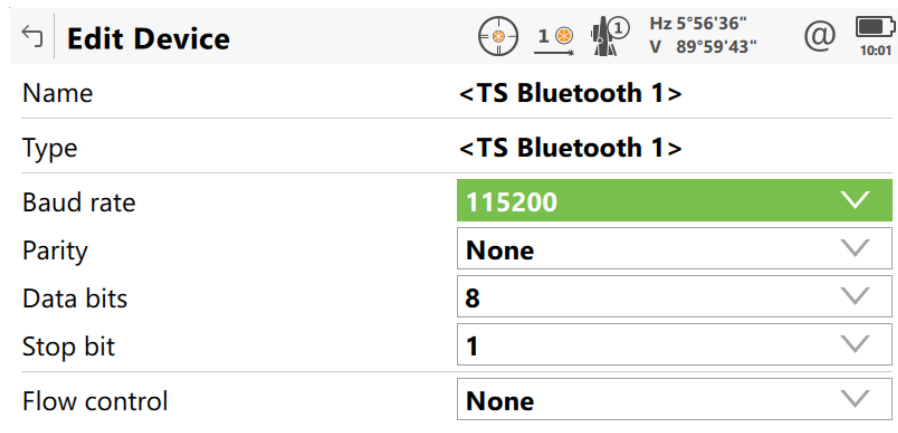 Edit Device
1
1
Hz 5°56'36"
V 89°59'43"
@
10:01
Name <TS Bluetooth 1>
Type <TS Bluetooth 1>
Baud rate 115200
Parity None
Data bits 8
Stop bit 1
Flow control None